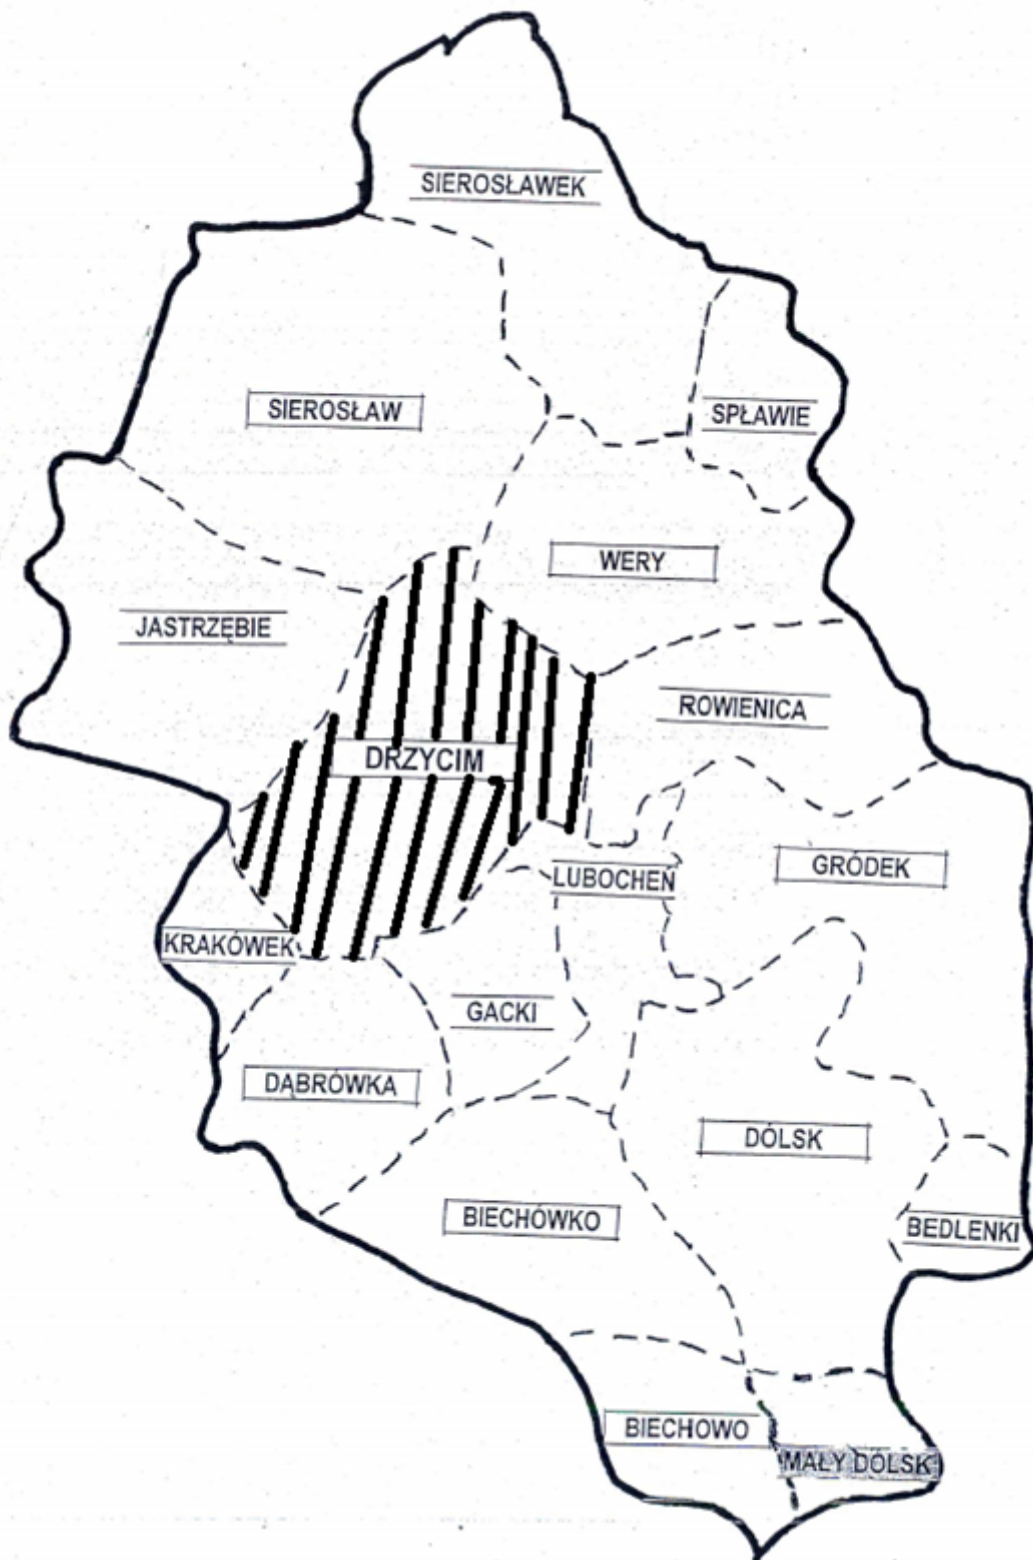 SIEROSŁAWEK
SIEROSŁAW
SPŁAWIE
WERY
JASTRZĘBIE
ROWIENICA
DRZYCIM
GRÓDEK
LUBOCHEŃ
KRAKÓWEK
GACKI
DĄBRÓWKA
DÓLSK
BIECHÓWKO
BEDLENKI
BIECHOWO
MAŁY DÓLSK